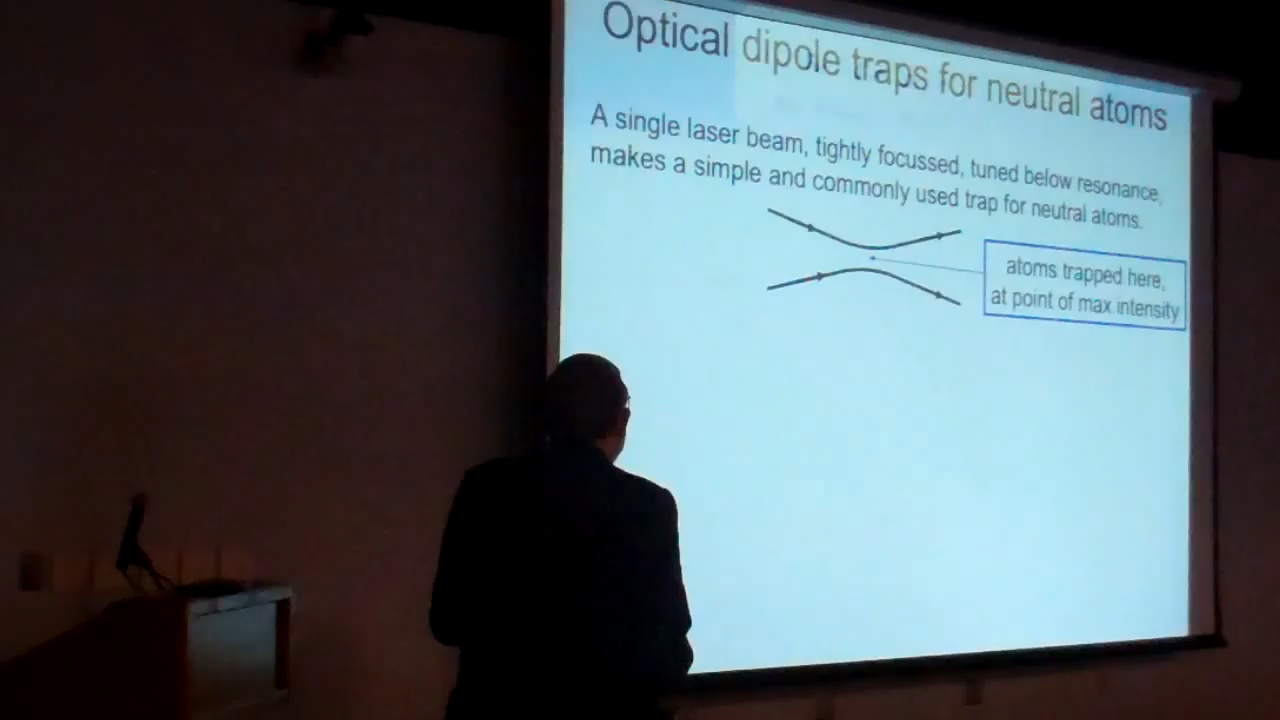 Optical dipole traps for neutral atoms
A single laser beam, tightly focussed, tuned below resonance,
makes a simple and commonly used trap for neutral atoms.
atoms trapped here,
at point of max intensity